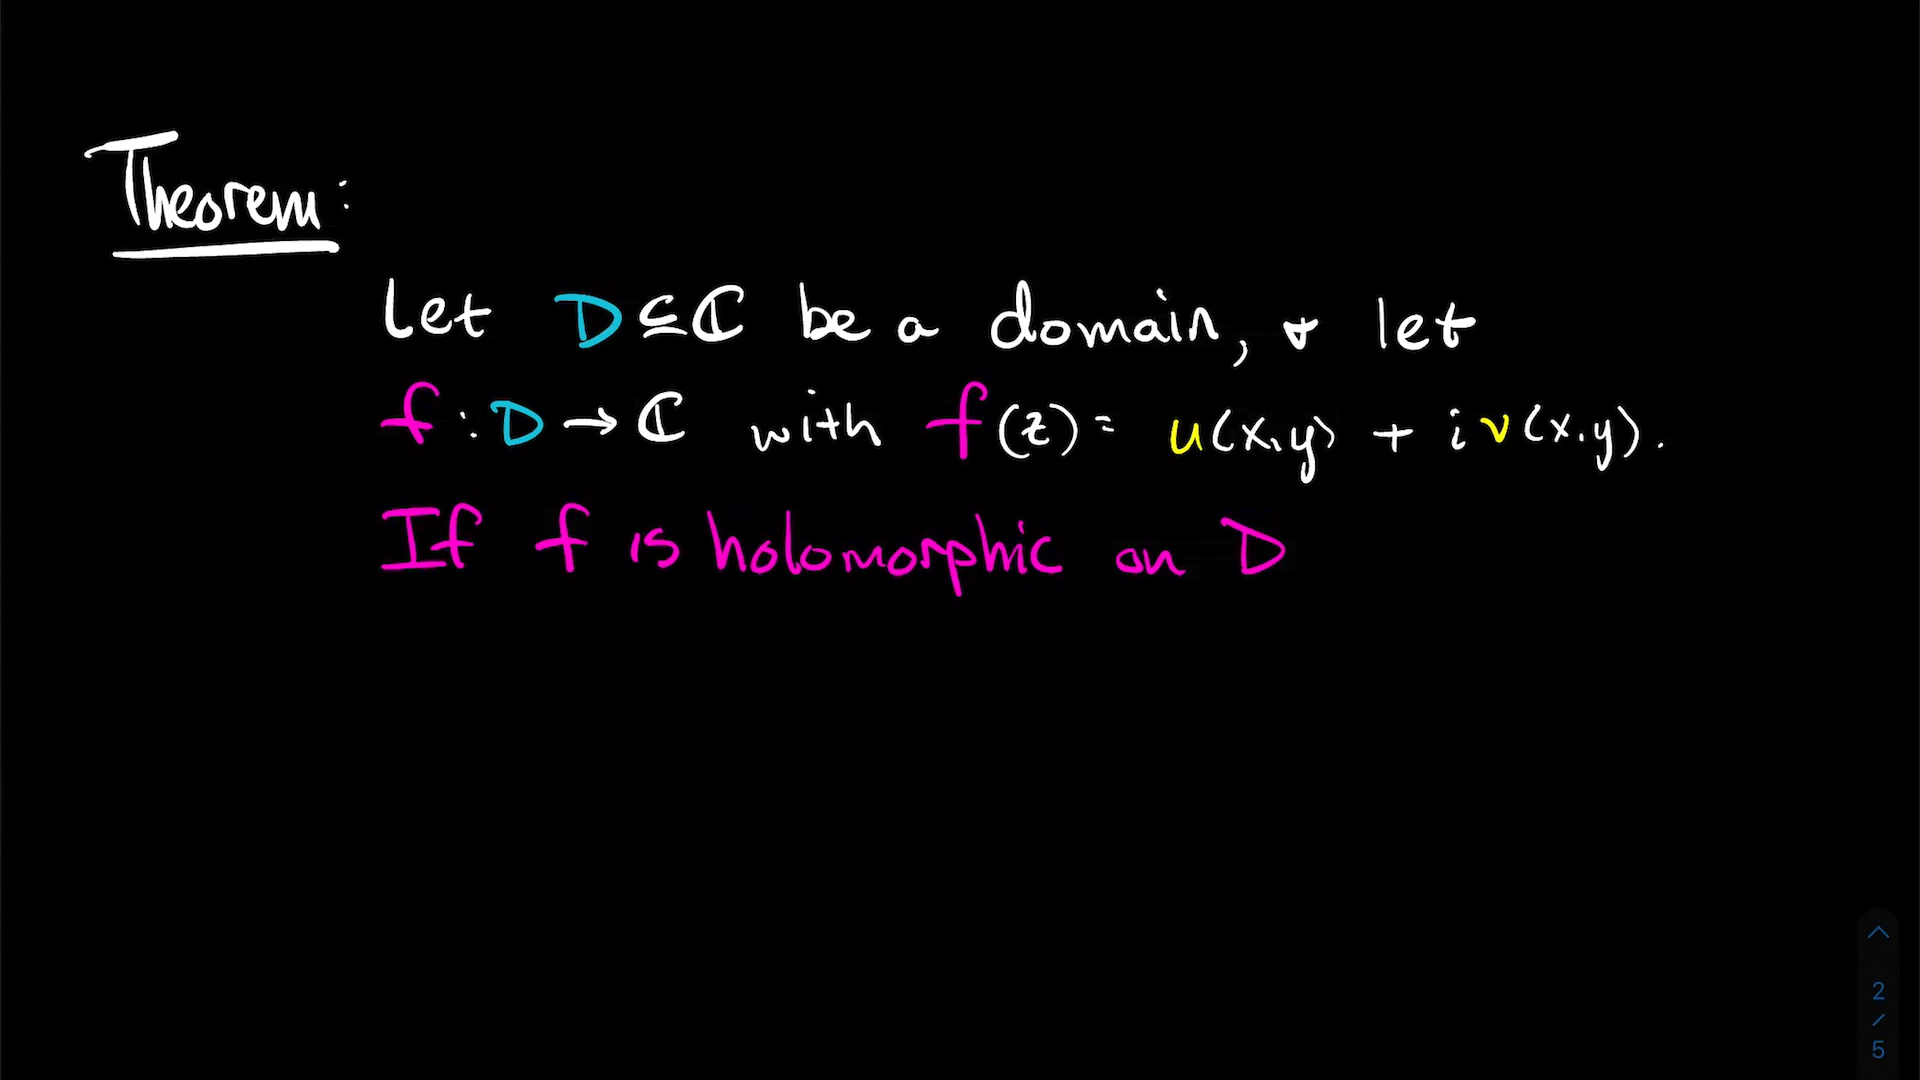 Theorem:
Let D ⊆ ℂ be a domain, & let
f : D → ℂ with f(z) = u(x,y) + i v(x,y).
If f is holomorphic on D
2
/
5